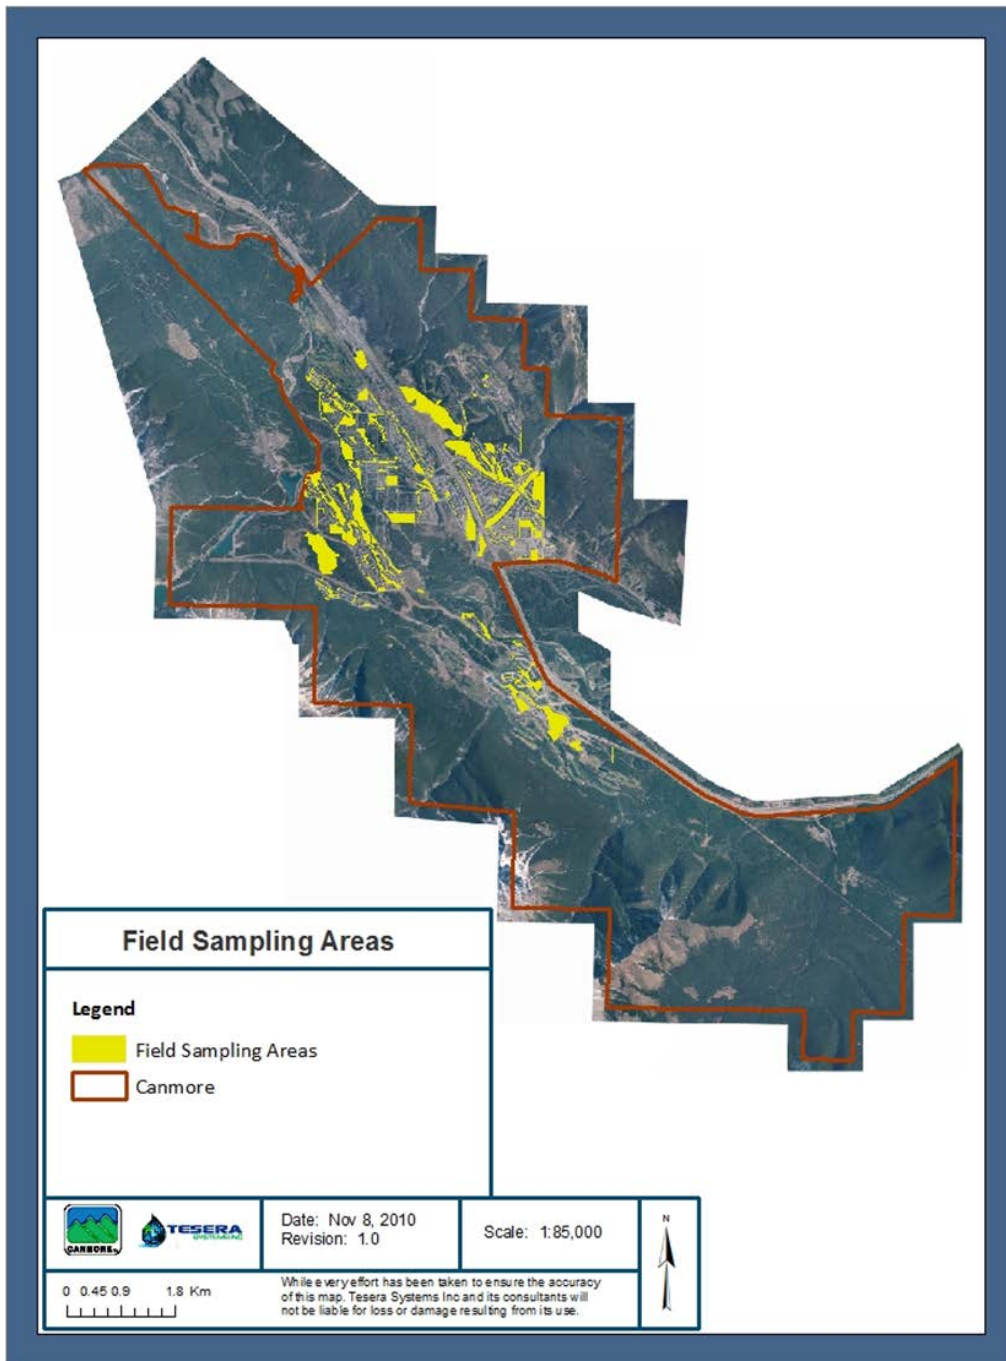 Field Sampling Areas
Legend
Field Sampling Areas
Canmore
CANMORE
TESERA
SYSTEMS INC
Date: Nov 8, 2010
Revision: 1.0
Scale: 1:85,000
N
0 0.45 0.9 1.8 Km
While every effort has been taken to ensure the accuracy
of this map. Tesera Systems Inc and its consultants will
not be liable for loss or damage resulting from its use.